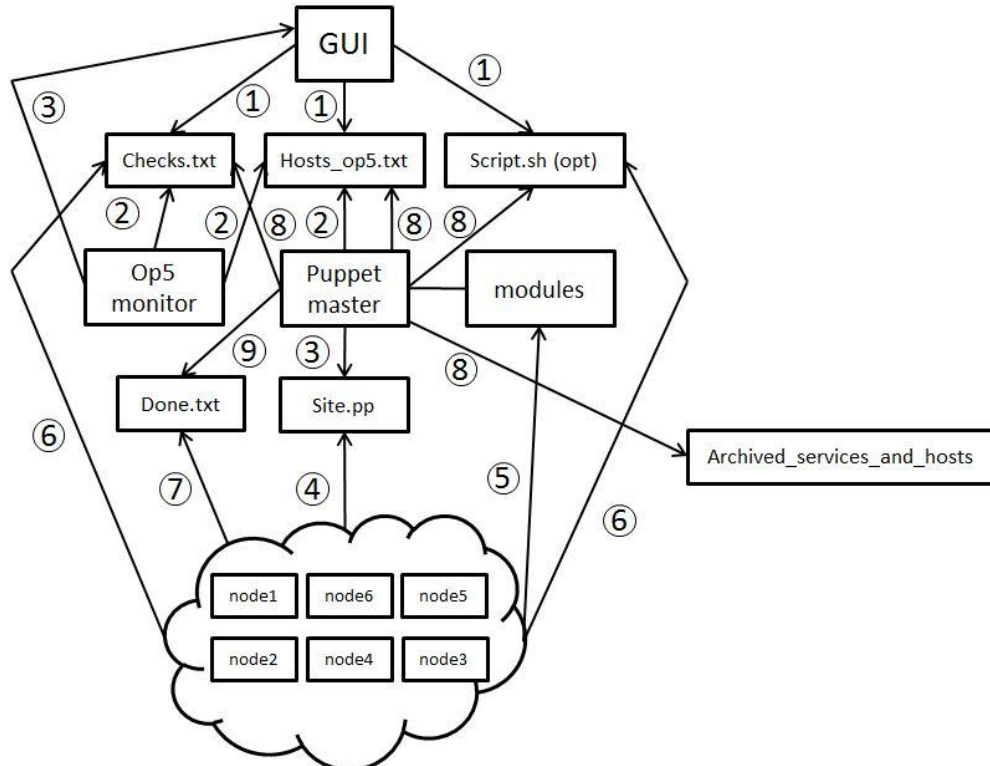 GUI
①
③
①
①
Checks.txt
Hosts_op5.txt
Script.sh (opt)
②
②
⑧
②
⑧
⑧
Op5
monitor
Puppet
master
modules
⑨
③
⑧
Done.txt
Site.pp
⑥
Archived_services_and_hosts
⑦
④
⑤
⑥
node1
node6
node5
node2
node4
node3